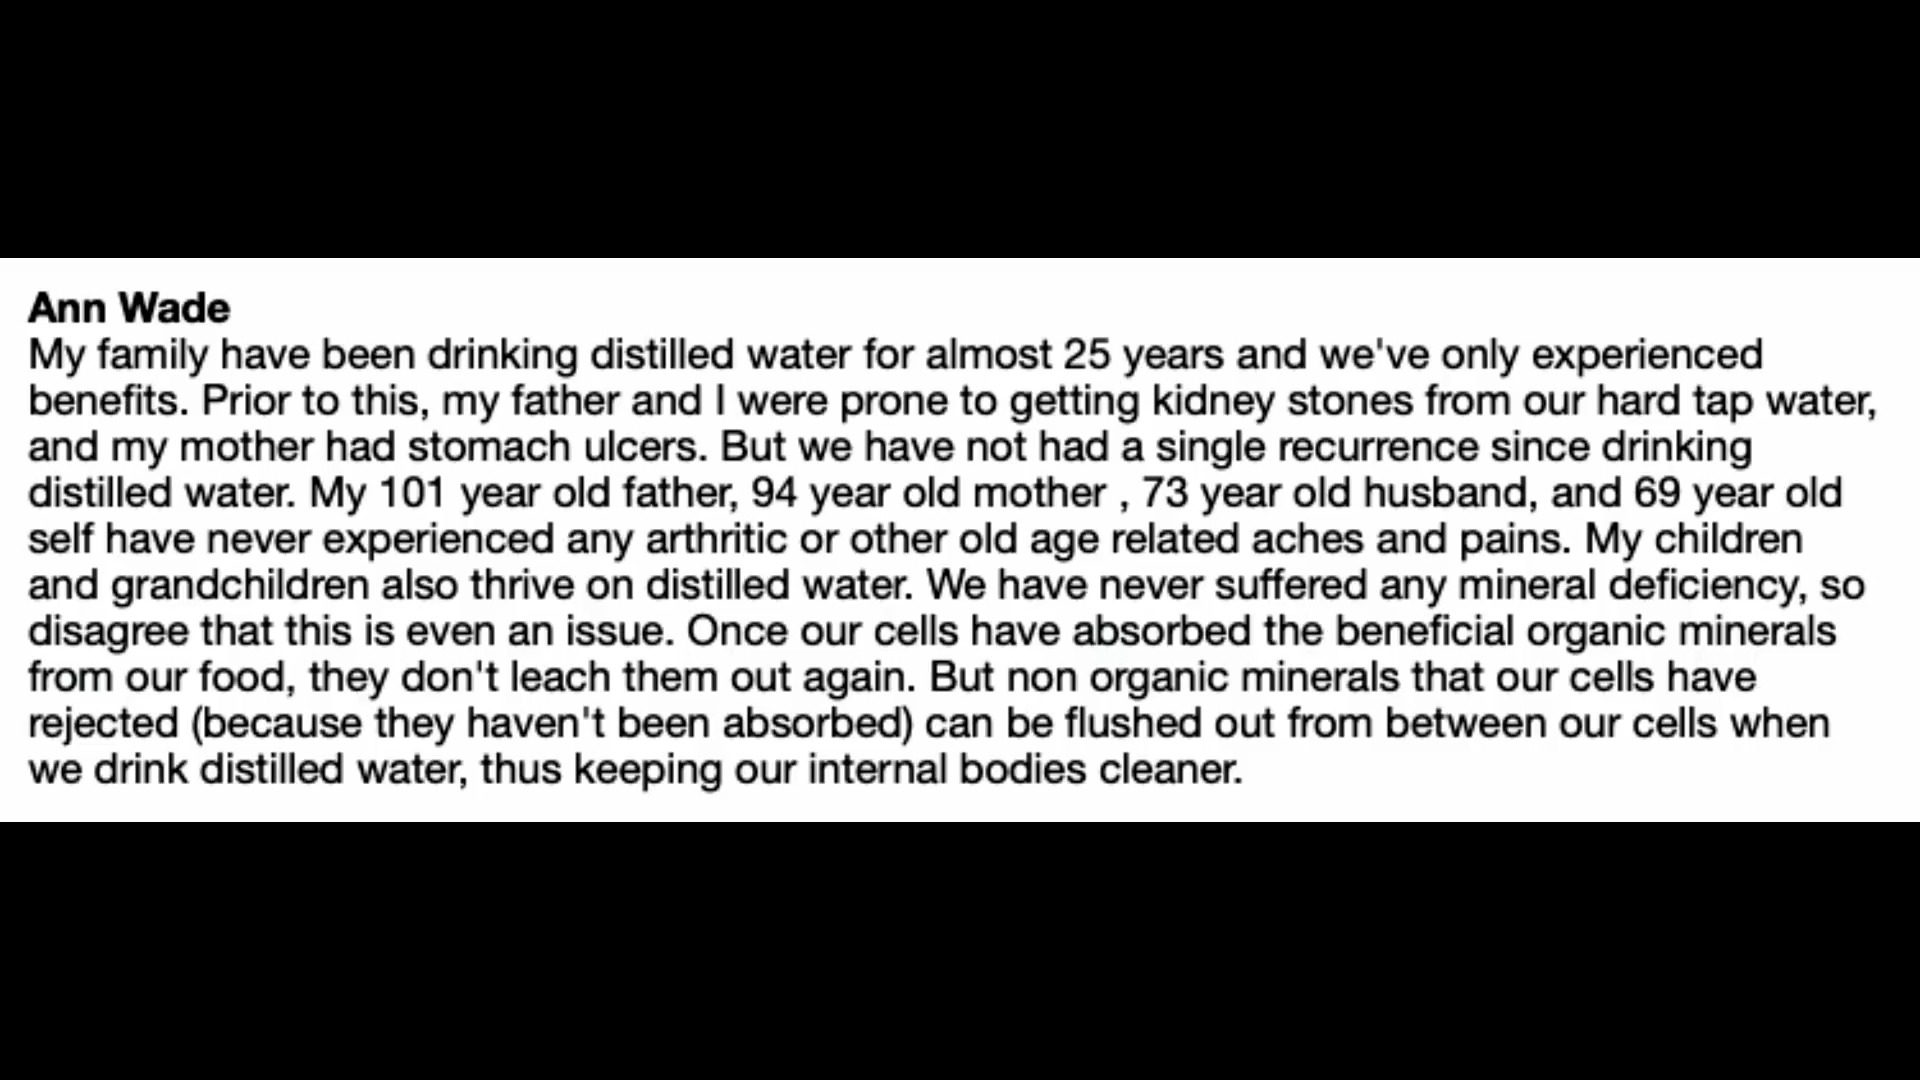 Ann Wade
My family have been drinking distilled water for almost 25 years and we've only experienced
benefits. Prior to this, my father and I were prone to getting kidney stones from our hard tap water,
and my mother had stomach ulcers. But we have not had a single recurrence since drinking
distilled water. My 101 year old father, 94 year old mother , 73 year old husband, and 69 year old
self have never experienced any arthritic or other old age related aches and pains. My children
and grandchildren also thrive on distilled water. We have never suffered any mineral deficiency, so
disagree that this is even an issue. Once our cells have absorbed the beneficial organic minerals
from our food, they don't leach them out again. But non organic minerals that our cells have
rejected (because they haven't been absorbed) can be flushed out from between our cells when
we drink distilled water, thus keeping our internal bodies cleaner.